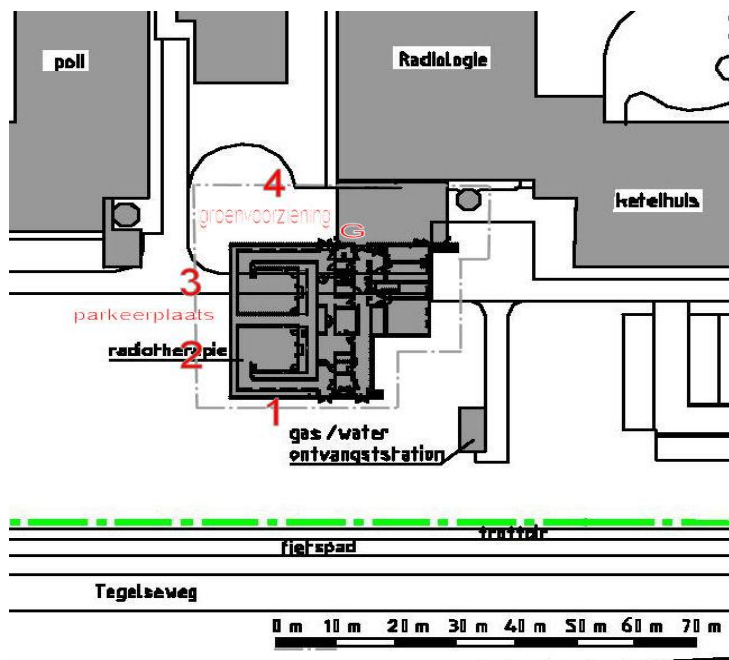 poli
Radiologie
ketelhuis
4
groenvoorziening
G
3
parkeerplaats
radiotherapie
2
1
gas/water
ontvangststation
trottoir
fietspad
Tegelseweg
0 m 10 m 20 m 30 m 40 m 50 m 60 m 70 m